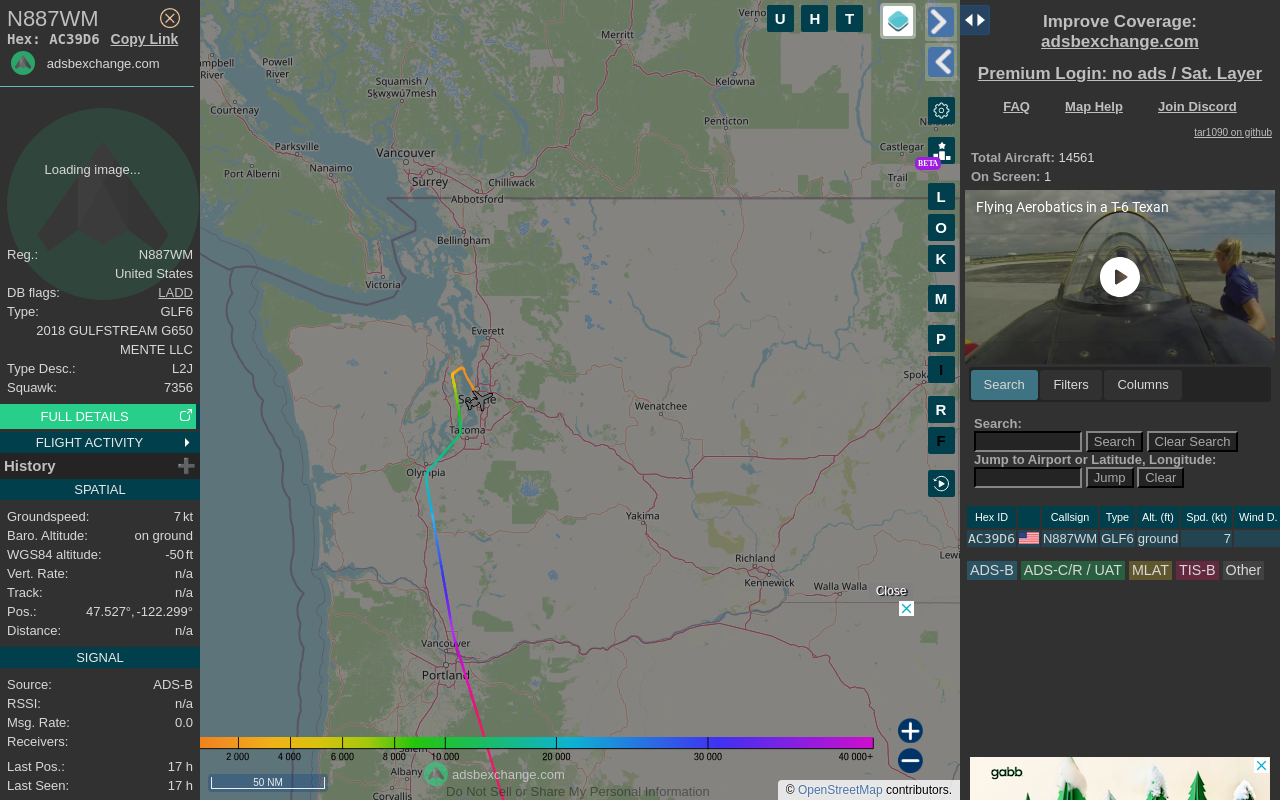 N887WM
Hex: AC39D6 Copy Link
adsbexchange.com
Loading image...
Reg.: N887WM
United States
DB flags: LADD
Type: GLF6
2018 GULFSTREAM G650
MENTE LLC
Type Desc.: L2J
Squawk: 7356
FULL DETAILS
FLIGHT ACTIVITY
History
SPATIAL
Groundspeed: 7 kt
Baro. Altitude: on ground
WGS84 altitude: -50 ft
Vert. Rate: n/a
Track: n/a
Pos.: 47.527°, -122.299°
Distance: n/a
SIGNAL
Source: ADS-B
RSSI: n/a
Msg. Rate: 0.0
Receivers:
Last Pos.: 17 h
Last Seen: 17 h
Merritt
Powell
River
River
Squamish /
Sḵwx̱wú7mesh
Kelowna
Courtenay
Penticton
Parksville
Vancouver
Nanaimo
Port Alberni
Surrey
Chilliwack
Abbotsford
Castlegar
Trail
Bellingham
Victoria
Everett
Wenatchee
Tacoma
Olympia
Yakima
Richland
Kennewick
Walla Walla
Vancouver
Portland
Albany
Corvallis
U H T
BETA
L
O
K
M
P
I
R
F
Close
2 000 4 000 6 000 8 000 10 000 20 000 30 000 40 000+
50 NM
adsbexchange.com
Do Not Sell or Share My Personal Information
© OpenStreetMap contributors.
Improve Coverage:
adsbexchange.com
Premium Login: no ads / Sat. Layer
FAQ Map Help Join Discord
tar1090 on github
Total Aircraft: 14561
On Screen: 1
Flying Aerobatics in a T-6 Texan
Search Filters Columns
Search:
Search Clear Search
Jump to Airport or Latitude, Longitude:
Jump Clear
Hex ID Callsign Type Alt. (ft) Spd. (kt) Wind D.
AC39D6 N887WM GLF6 ground 7
ADS-B ADS-C/R / UAT MLAT TIS-B Other
gabb